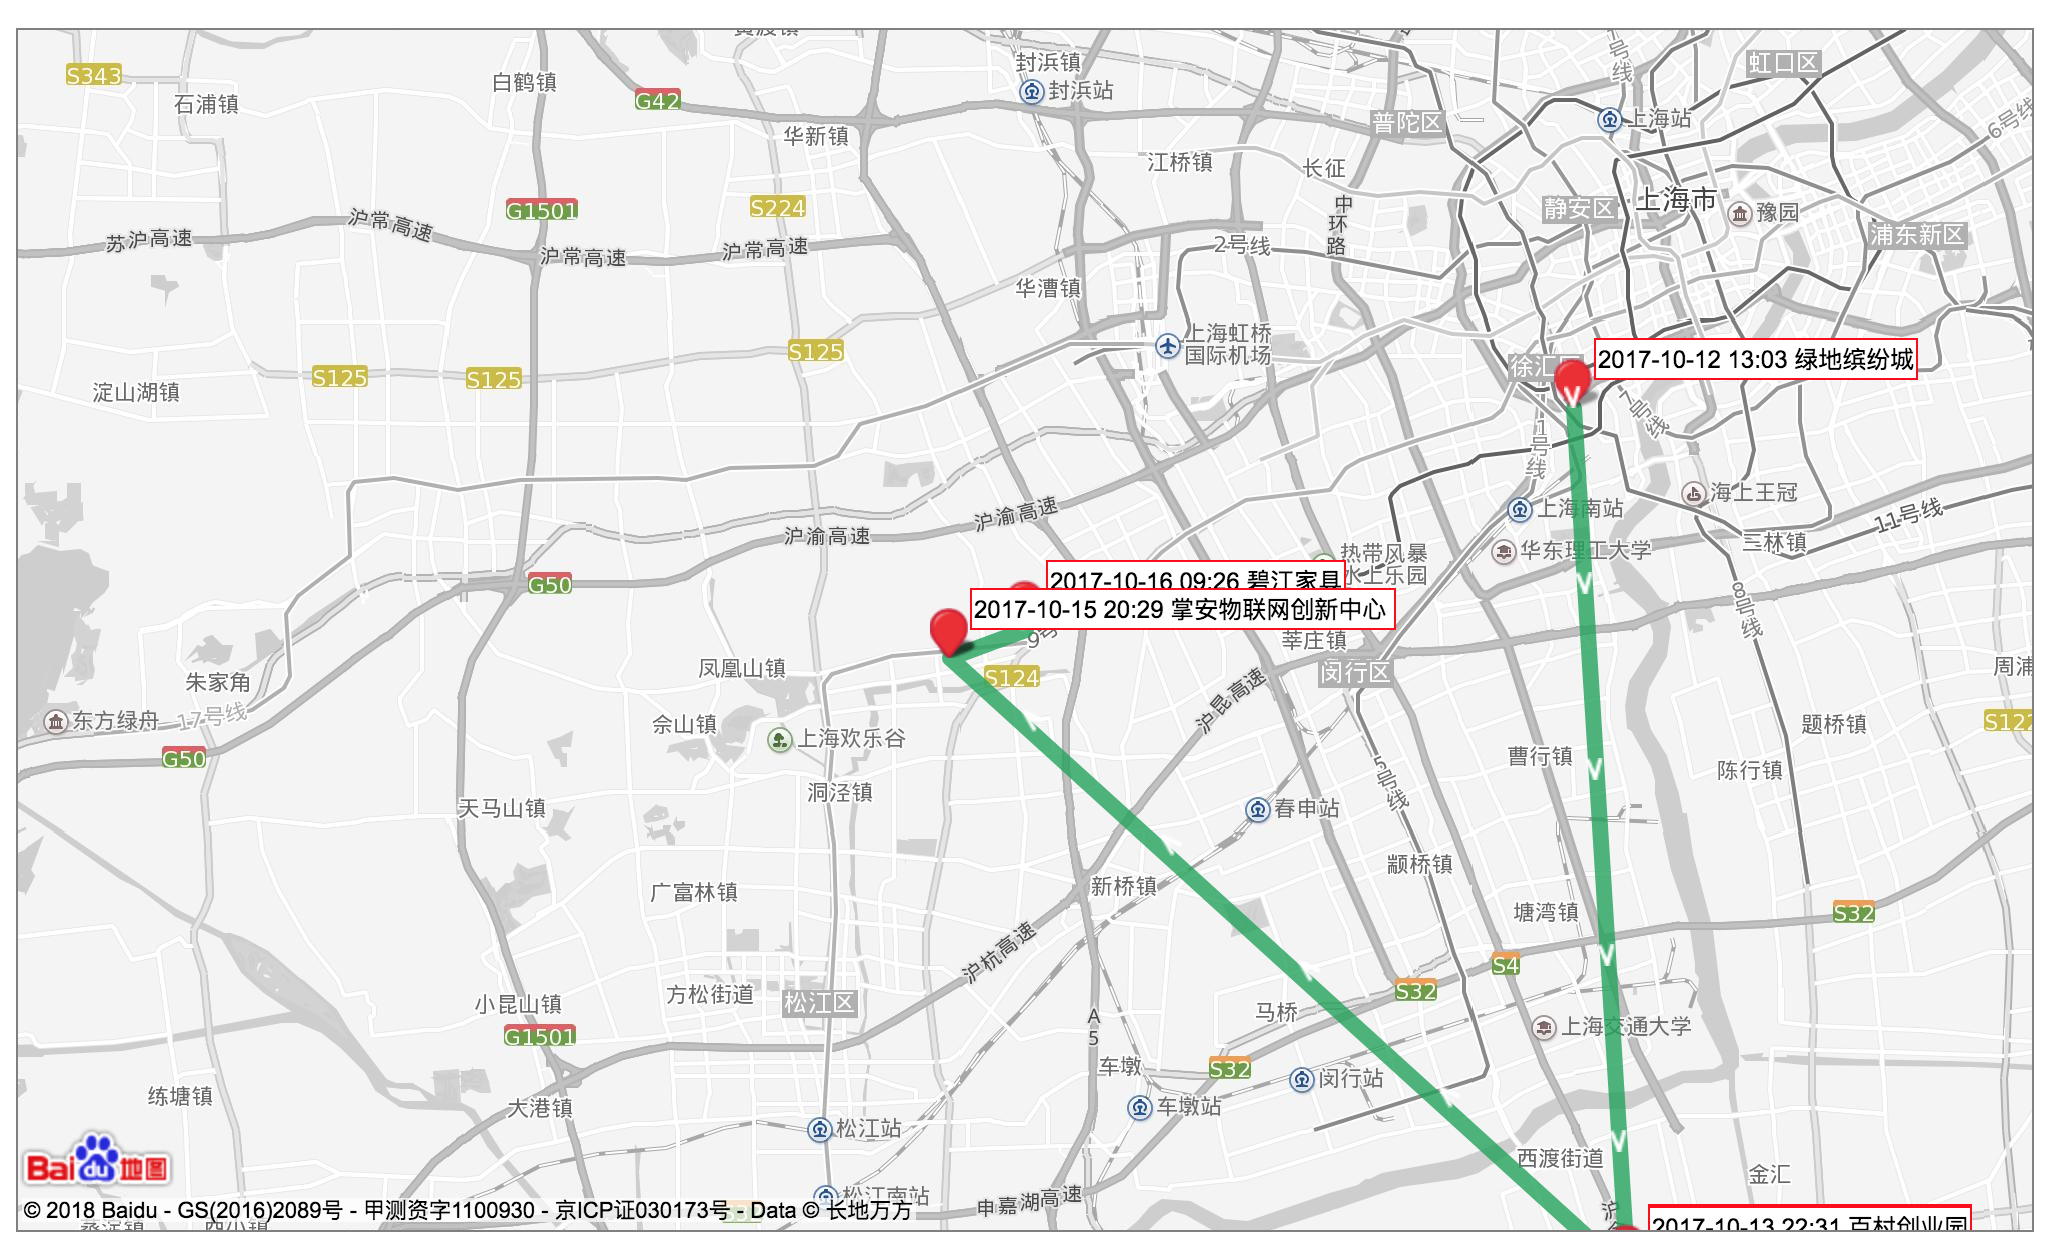 S343
石浦镇
白鹤镇
G42
华新镇
封浜镇
封浜站
江桥镇
普陀区
长征
上海站
虹口区
6号线
7号线
G1501
S224
沪常高速
苏沪高速
沪常高速
沪常高速
2号线
中环路
静安区
上海市
豫园
浦东新区
华漕镇
上海虹桥
国际机场
S125
S125
S125
淀山湖镇
徐汇区
2017-10-12 13:03 绿地缤纷城
7号线
1号线
上海南站
海上王冠
11号线
三林镇
华东理工大学
沪渝高速
沪渝高速
热带风暴
水上乐园
G50
2017-10-16 09:26 碧江家具
2017-10-15 20:29 掌安物联网创新中心
9号
8号线
莘庄镇
闵行区
S124
凤凰山镇
朱家角
周浦
东方绿舟
17号线
佘山镇
上海欢乐谷
沪昆高速
题桥镇
S122
G50
曹行镇
陈行镇
5号线
洞泾镇
天马山镇
春申站
颛桥镇
新桥镇
广富林镇
塘湾镇
S32
沪杭高速
S4
S32
方松街道
松江区
小昆山镇
马桥
A5
上海交通大学
G1501
车墩
S32
闵行站
练塘镇
大港镇
车墩站
松江站
西渡街道
金汇
Bai du 地图
松江南站
申嘉湖高速
© 2018 Baidu - GS(2016)2089号 - 甲测资字1100930 - 京ICP证030173号 - Data © 长地万方
2017-10-13 22:31 百村创业园